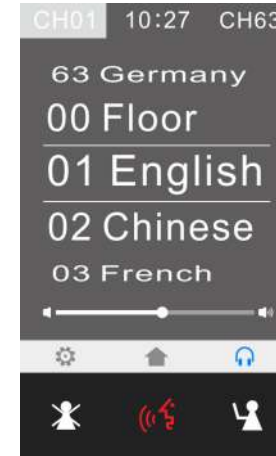 CH01 10:27 CH63
63 Germany
00 Floor
01 English
02 Chinese
03 French